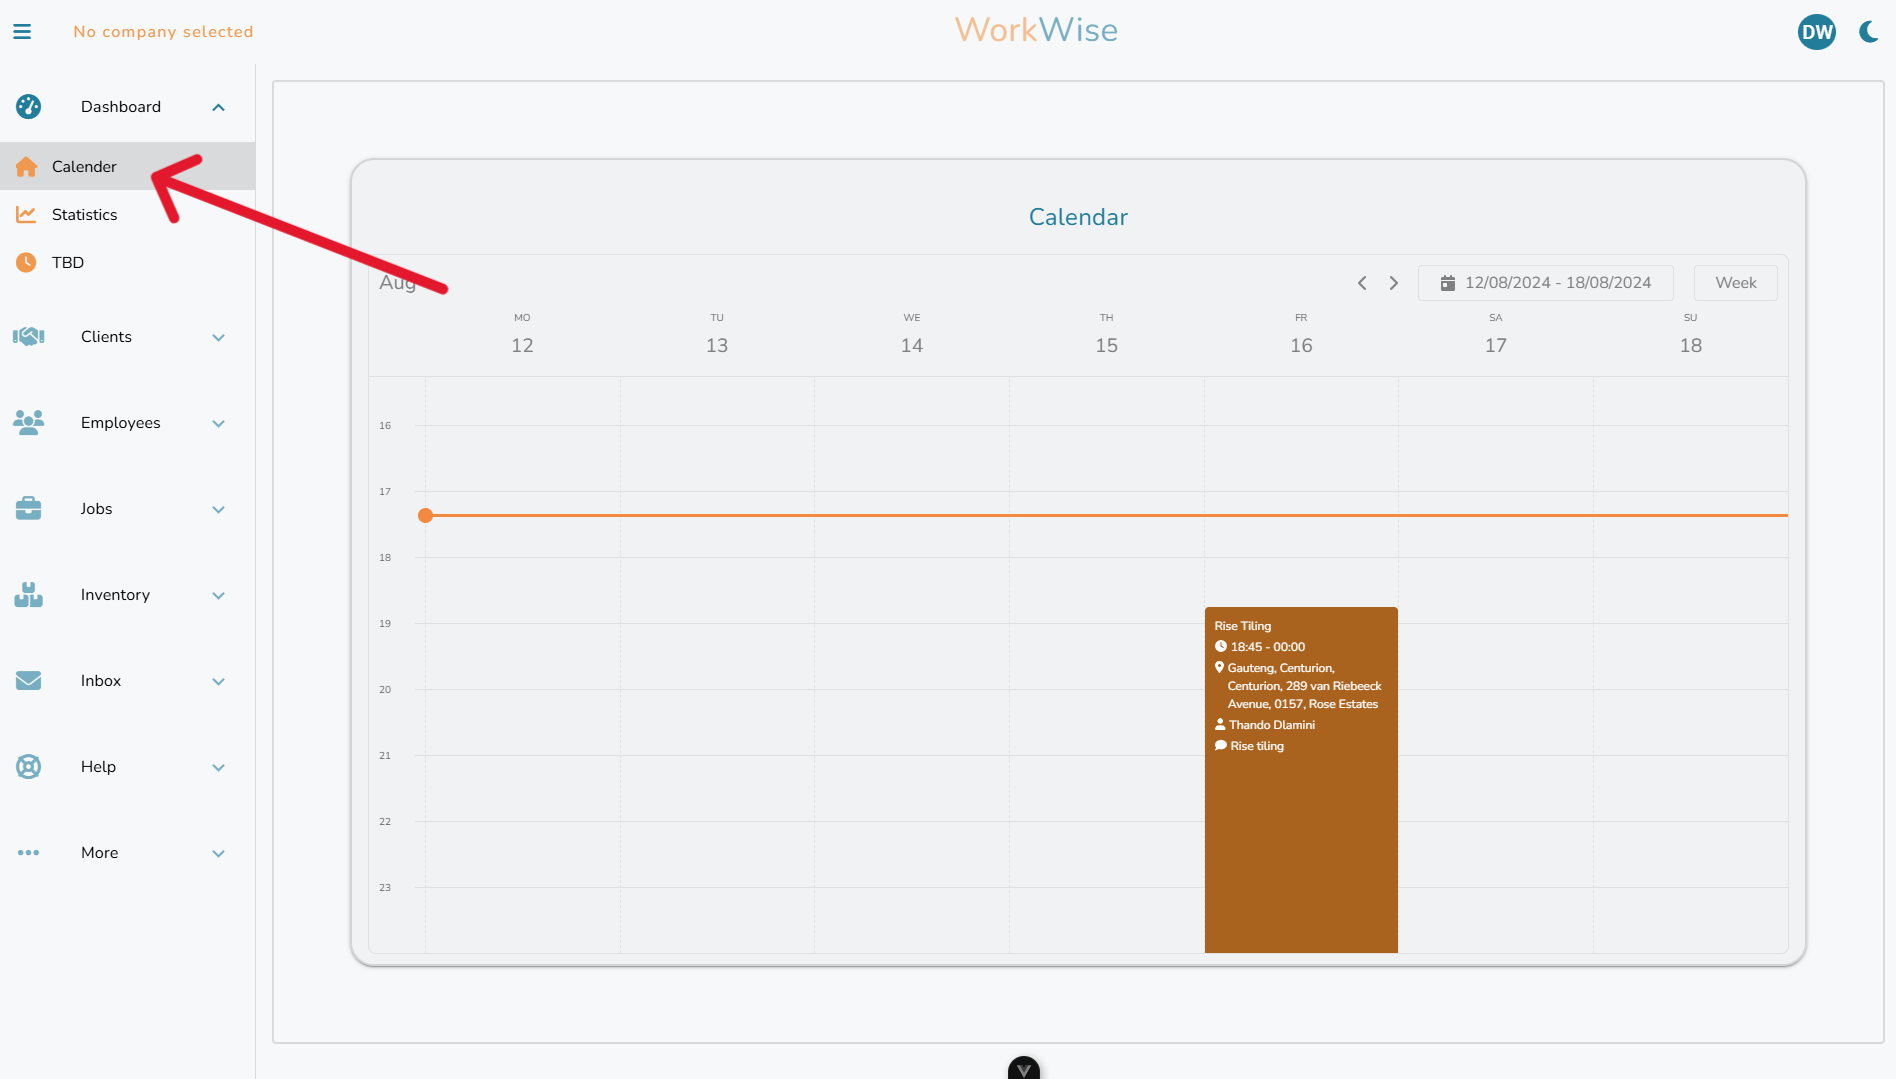 No company selected
WorkWise
DW
Dashboard
Calender
Statistics
TBD
Clients
Employees
Jobs
Inventory
Inbox
Help
More
Calendar
Aug
12/08/2024 - 18/08/2024
Week
MO TU WE TH FR SA SU
12 13 14 15 16 17 18
16
17
18
19
20
21
22
23
Rise Tiling
18:45 - 00:00
Gauteng, Centurion,
Centurion, 289 van Riebeeck
Avenue, 0157, Rose Estates
Thando Dlamini
Rise tiling